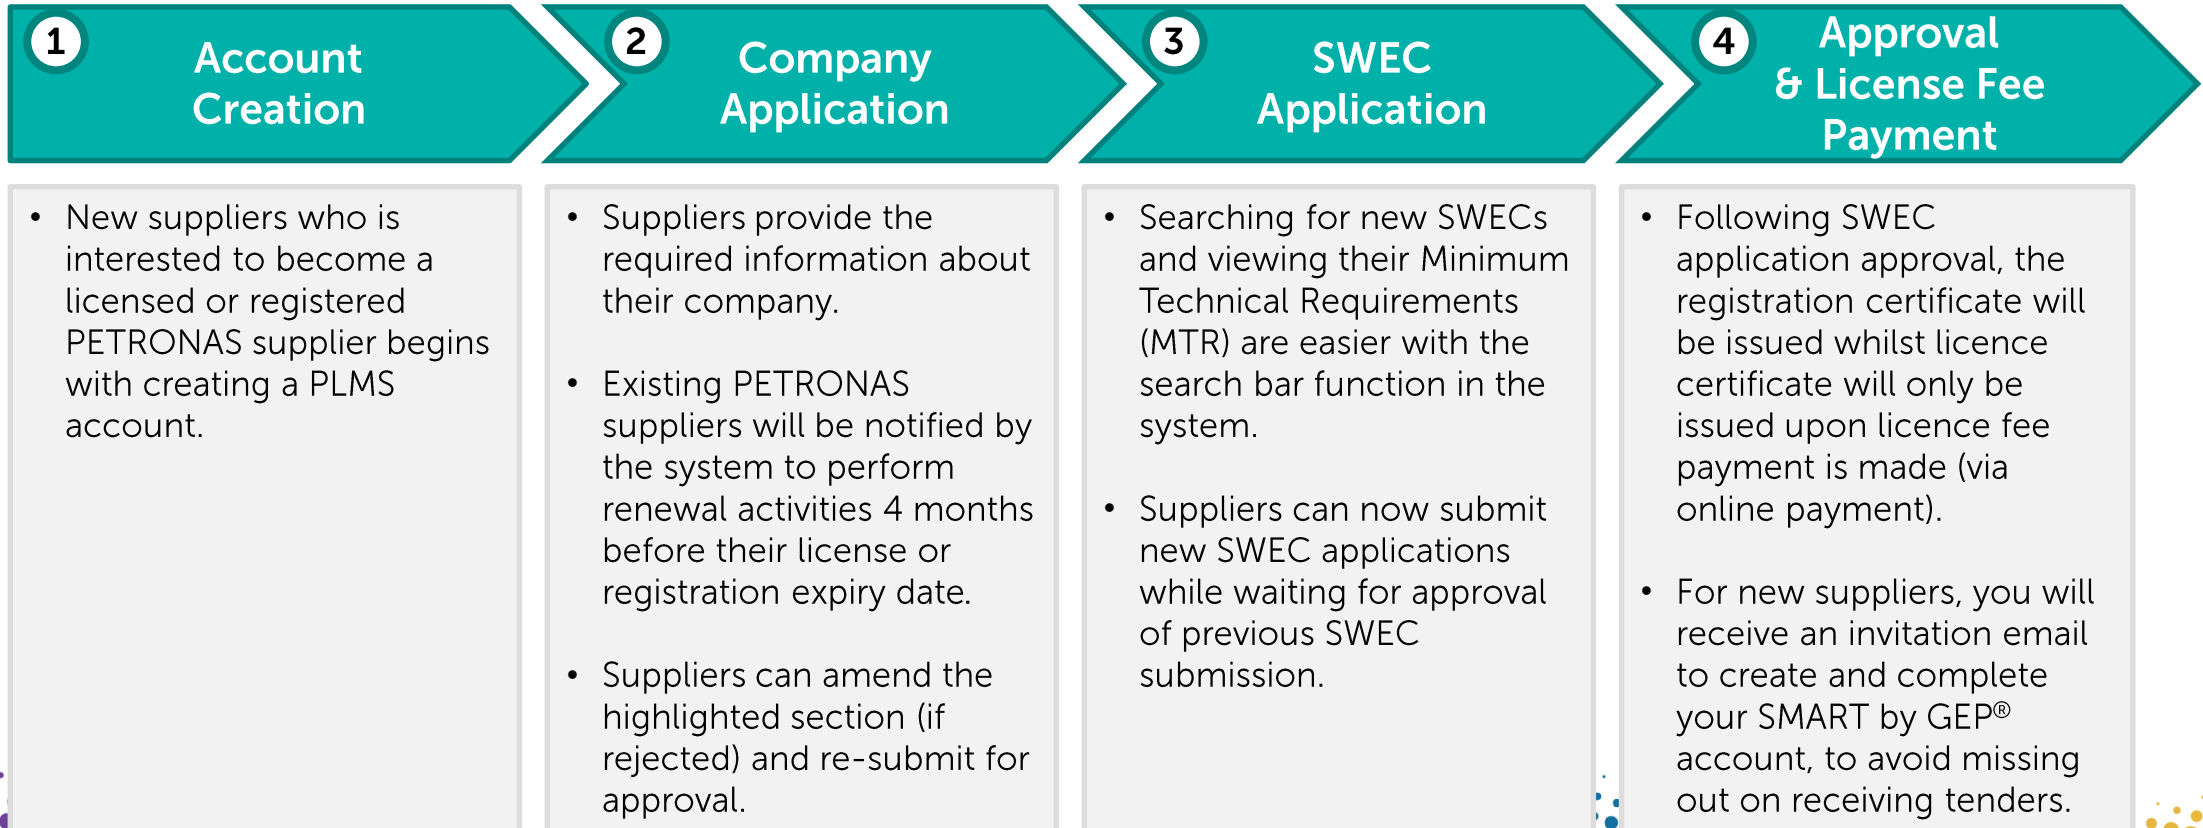 1
Account
Creation
• New suppliers who is
interested to become a
licensed or registered
PETRONAS supplier begins
with creating a PLMS
account.
2
Company
Application
• Suppliers provide the
required information about
their company.
• Existing PETRONAS
suppliers will be notified by
the system to perform
renewal activities 4 months
before their license or
registration expiry date.
• Suppliers can amend the
highlighted section (if
rejected) and re-submit for
approval.
3
SWEC
Application
• Searching for new SWECs
and viewing their Minimum
Technical Requirements
(MTR) are easier with the
search bar function in the
system.
• Suppliers can now submit
new SWEC applications
while waiting for approval
of previous SWEC
submission.
4
Approval
& License Fee
Payment
• Following SWEC
application approval, the
registration certificate will
be issued whilst licence
certificate will only be
issued upon licence fee
payment is made (via
online payment).
• For new suppliers, you will
receive an invitation email
to create and complete
your SMART by GEP®
account, to avoid missing
out on receiving tenders.